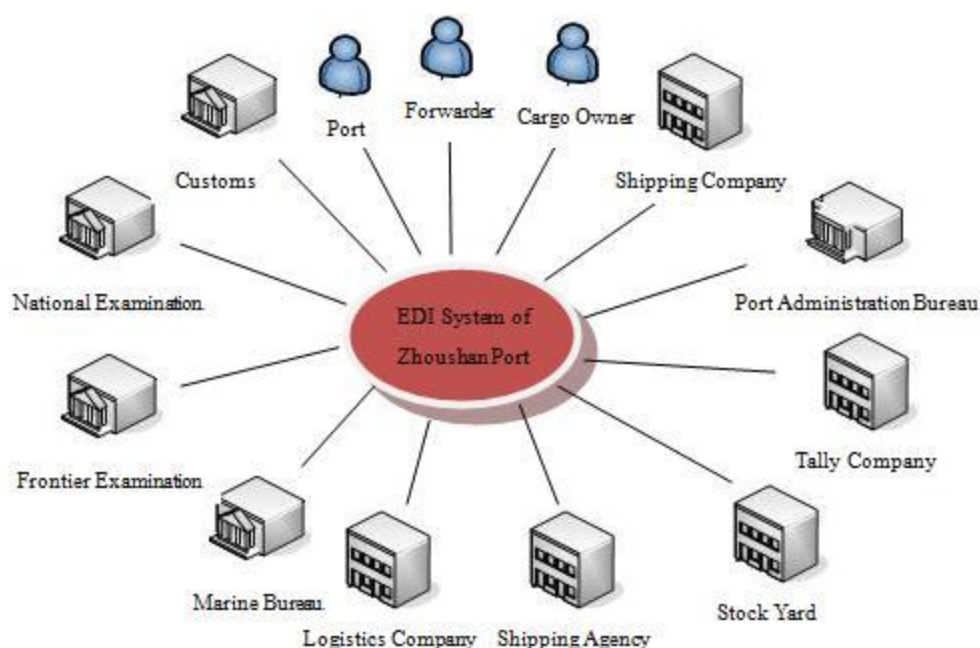 Forwarder
Port
Cargo Owner
Customs
Shipping Company
National Examination
Port Administration Bureau
EDI System of
Zhoushan Port
Tally Company
Frontier Examination
Marine Bureau
Stock Yard
Logistics Company
Shipping Agency